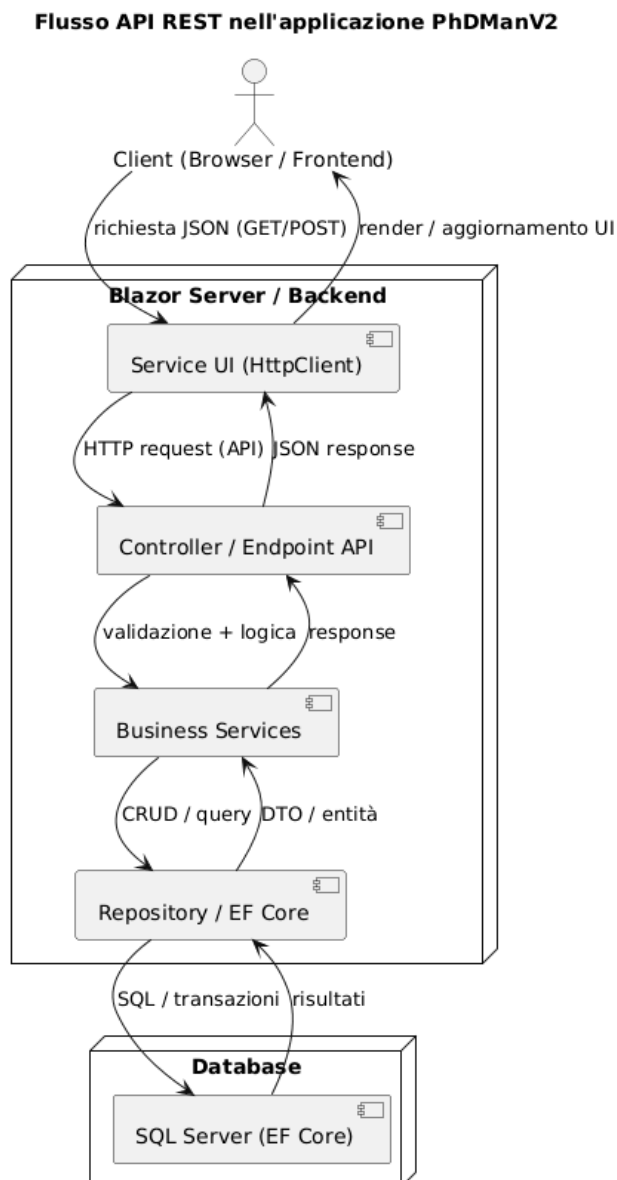 Flusso API REST nell'applicazione PhDManV2
Client (Browser / Frontend)
richiesta JSON (GET/POST)
render / aggiornamento UI
Blazor Server / Backend
Service UI (HttpClient)
HTTP request (API)
JSON response
Controller / Endpoint API
validazione + logica
response
Business Services
CRUD / query
DTO / entità
Repository / EF Core
SQL / transazioni
risultati
Database
SQL Server (EF Core)